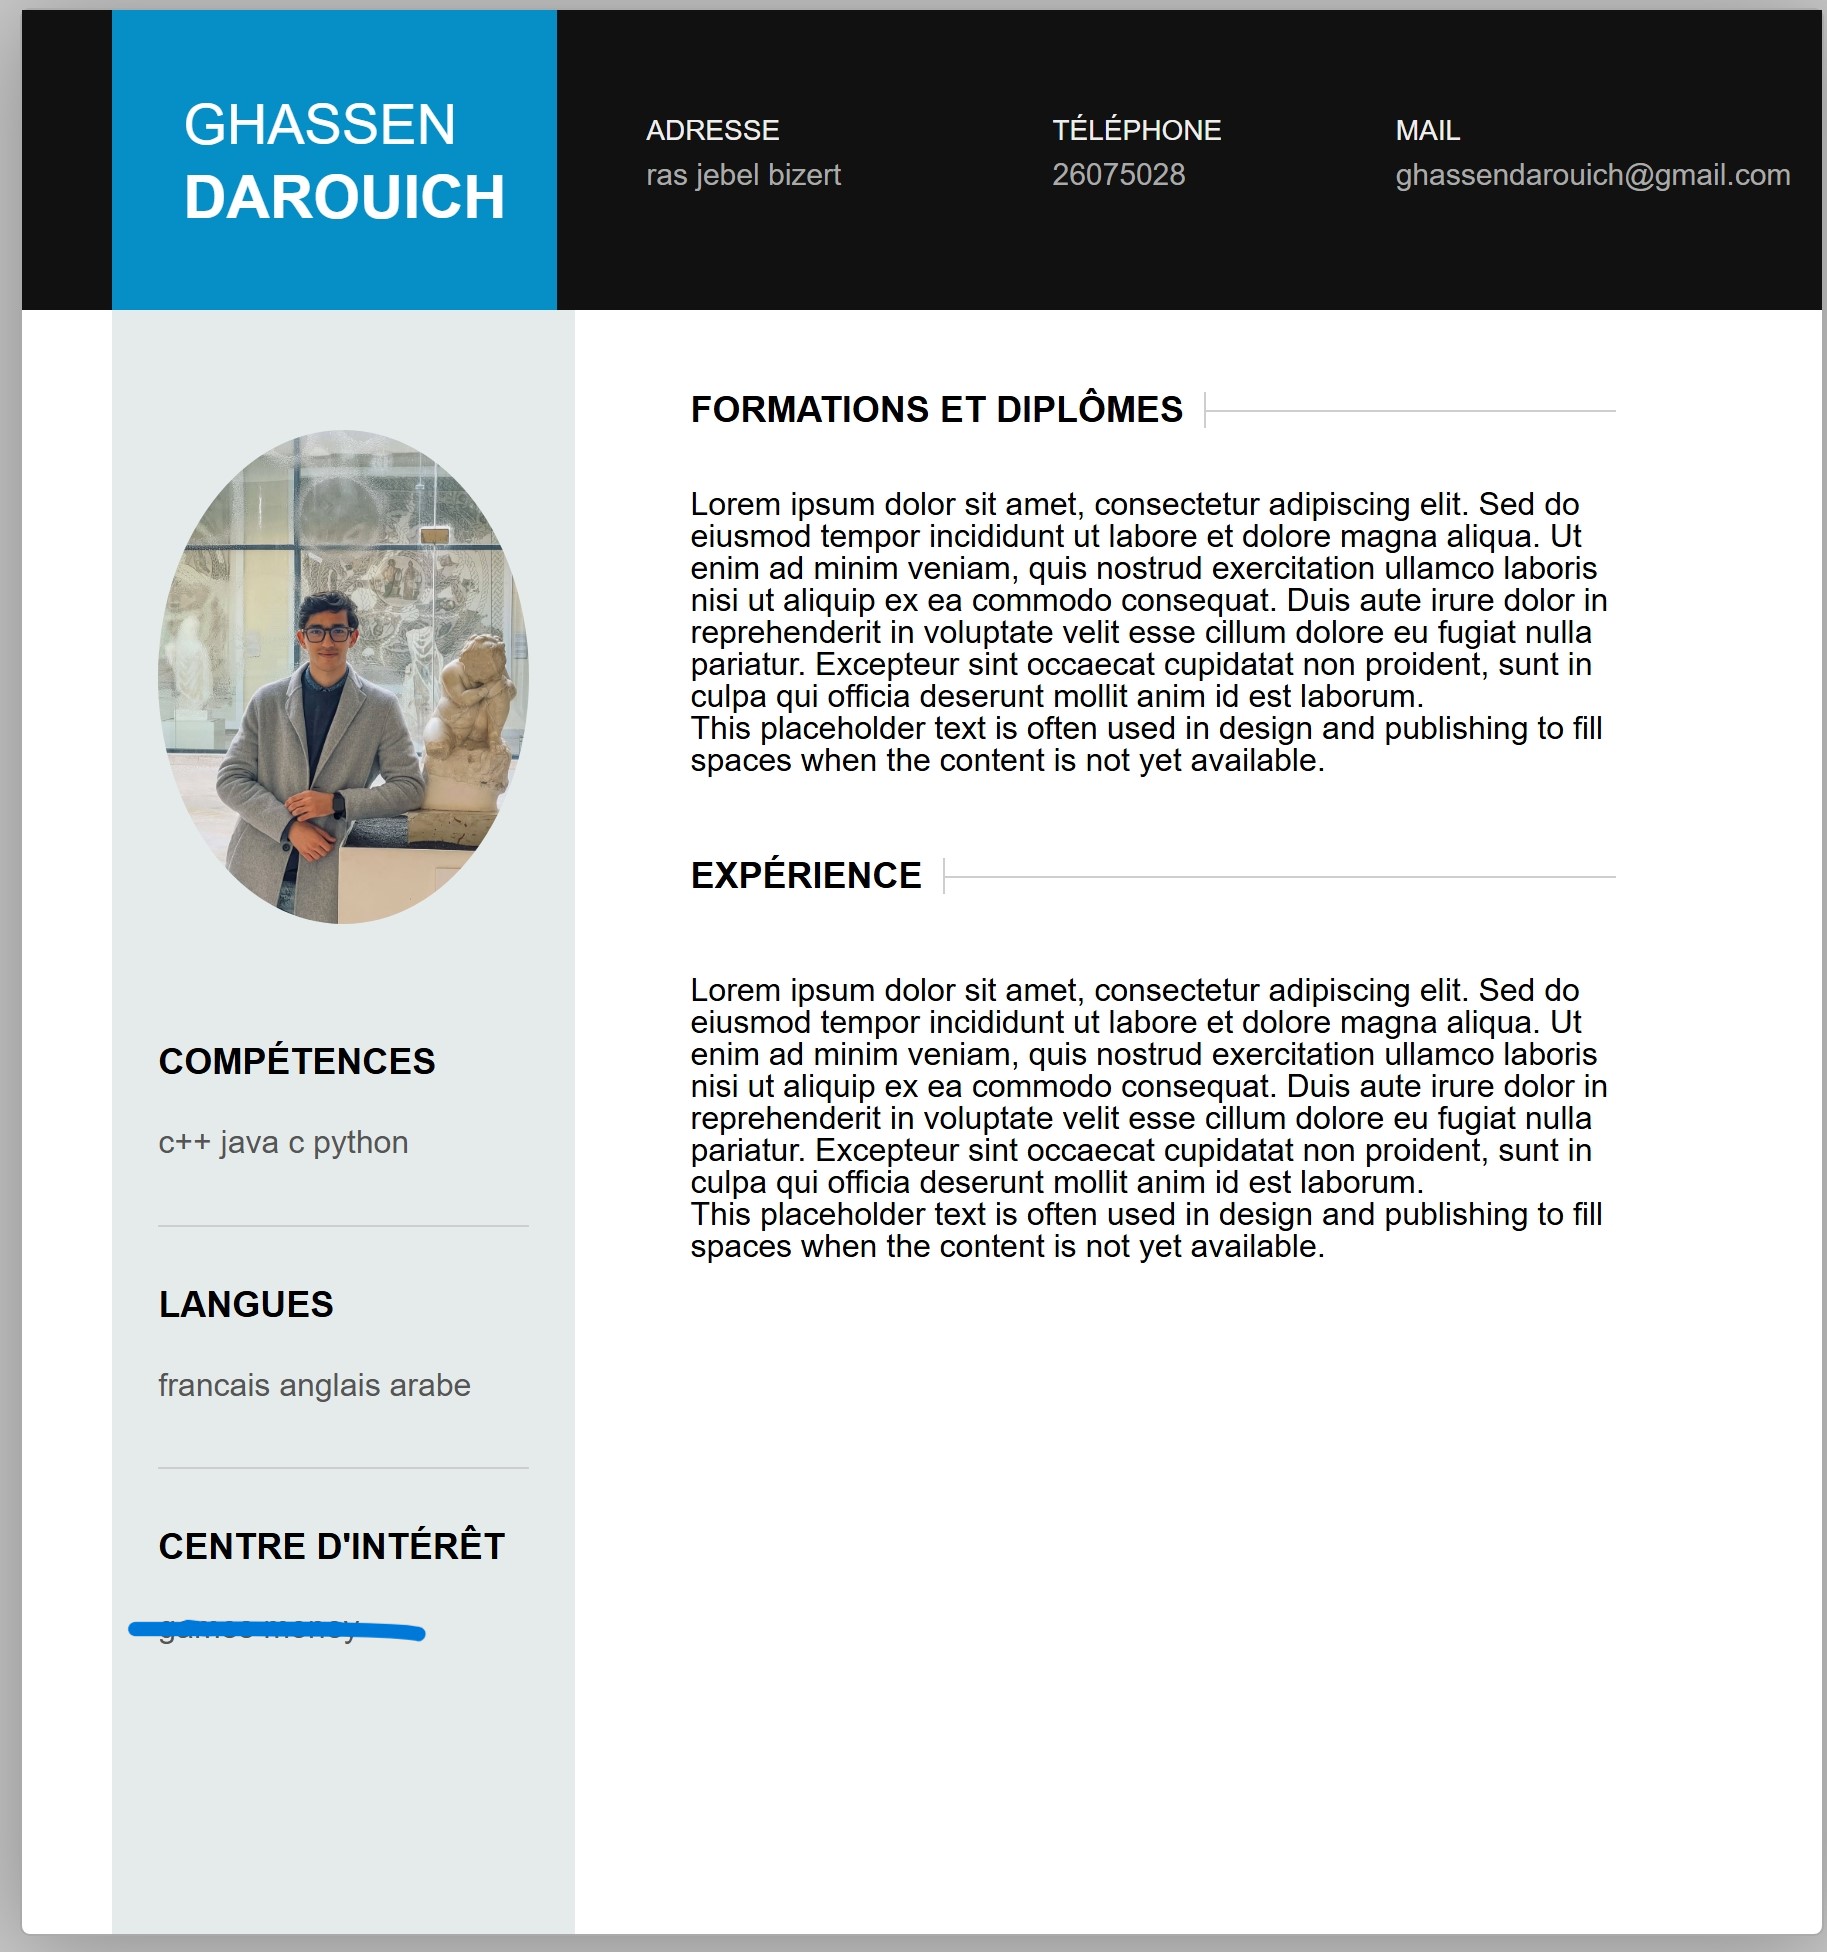 GHASSEN
DAROUICH
ADRESSE
ras jebel bizert
TÉLÉPHONE
26075028
MAIL
ghassendarouich@gmail.com
COMPÉTENCES
c++ java c python
LANGUES
francais anglais arabe
CENTRE D'INTÉRÊT
FORMATIONS ET DIPLÔMES
Lorem ipsum dolor sit amet, consectetur adipiscing elit. Sed do
eiusmod tempor incididunt ut labore et dolore magna aliqua. Ut
enim ad minim veniam, quis nostrud exercitation ullamco laboris
nisi ut aliquip ex ea commodo consequat. Duis aute irure dolor in
reprehenderit in voluptate velit esse cillum dolore eu fugiat nulla
pariatur. Excepteur sint occaecat cupidatat non proident, sunt in
culpa qui officia deserunt mollit anim id est laborum.
This placeholder text is often used in design and publishing to fill
spaces when the content is not yet available.
EXPÉRIENCE
Lorem ipsum dolor sit amet, consectetur adipiscing elit. Sed do
eiusmod tempor incididunt ut labore et dolore magna aliqua. Ut
enim ad minim veniam, quis nostrud exercitation ullamco laboris
nisi ut aliquip ex ea commodo consequat. Duis aute irure dolor in
reprehenderit in voluptate velit esse cillum dolore eu fugiat nulla
pariatur. Excepteur sint occaecat cupidatat non proident, sunt in
culpa qui officia deserunt mollit anim id est laborum.
This placeholder text is often used in design and publishing to fill
spaces when the content is not yet available.